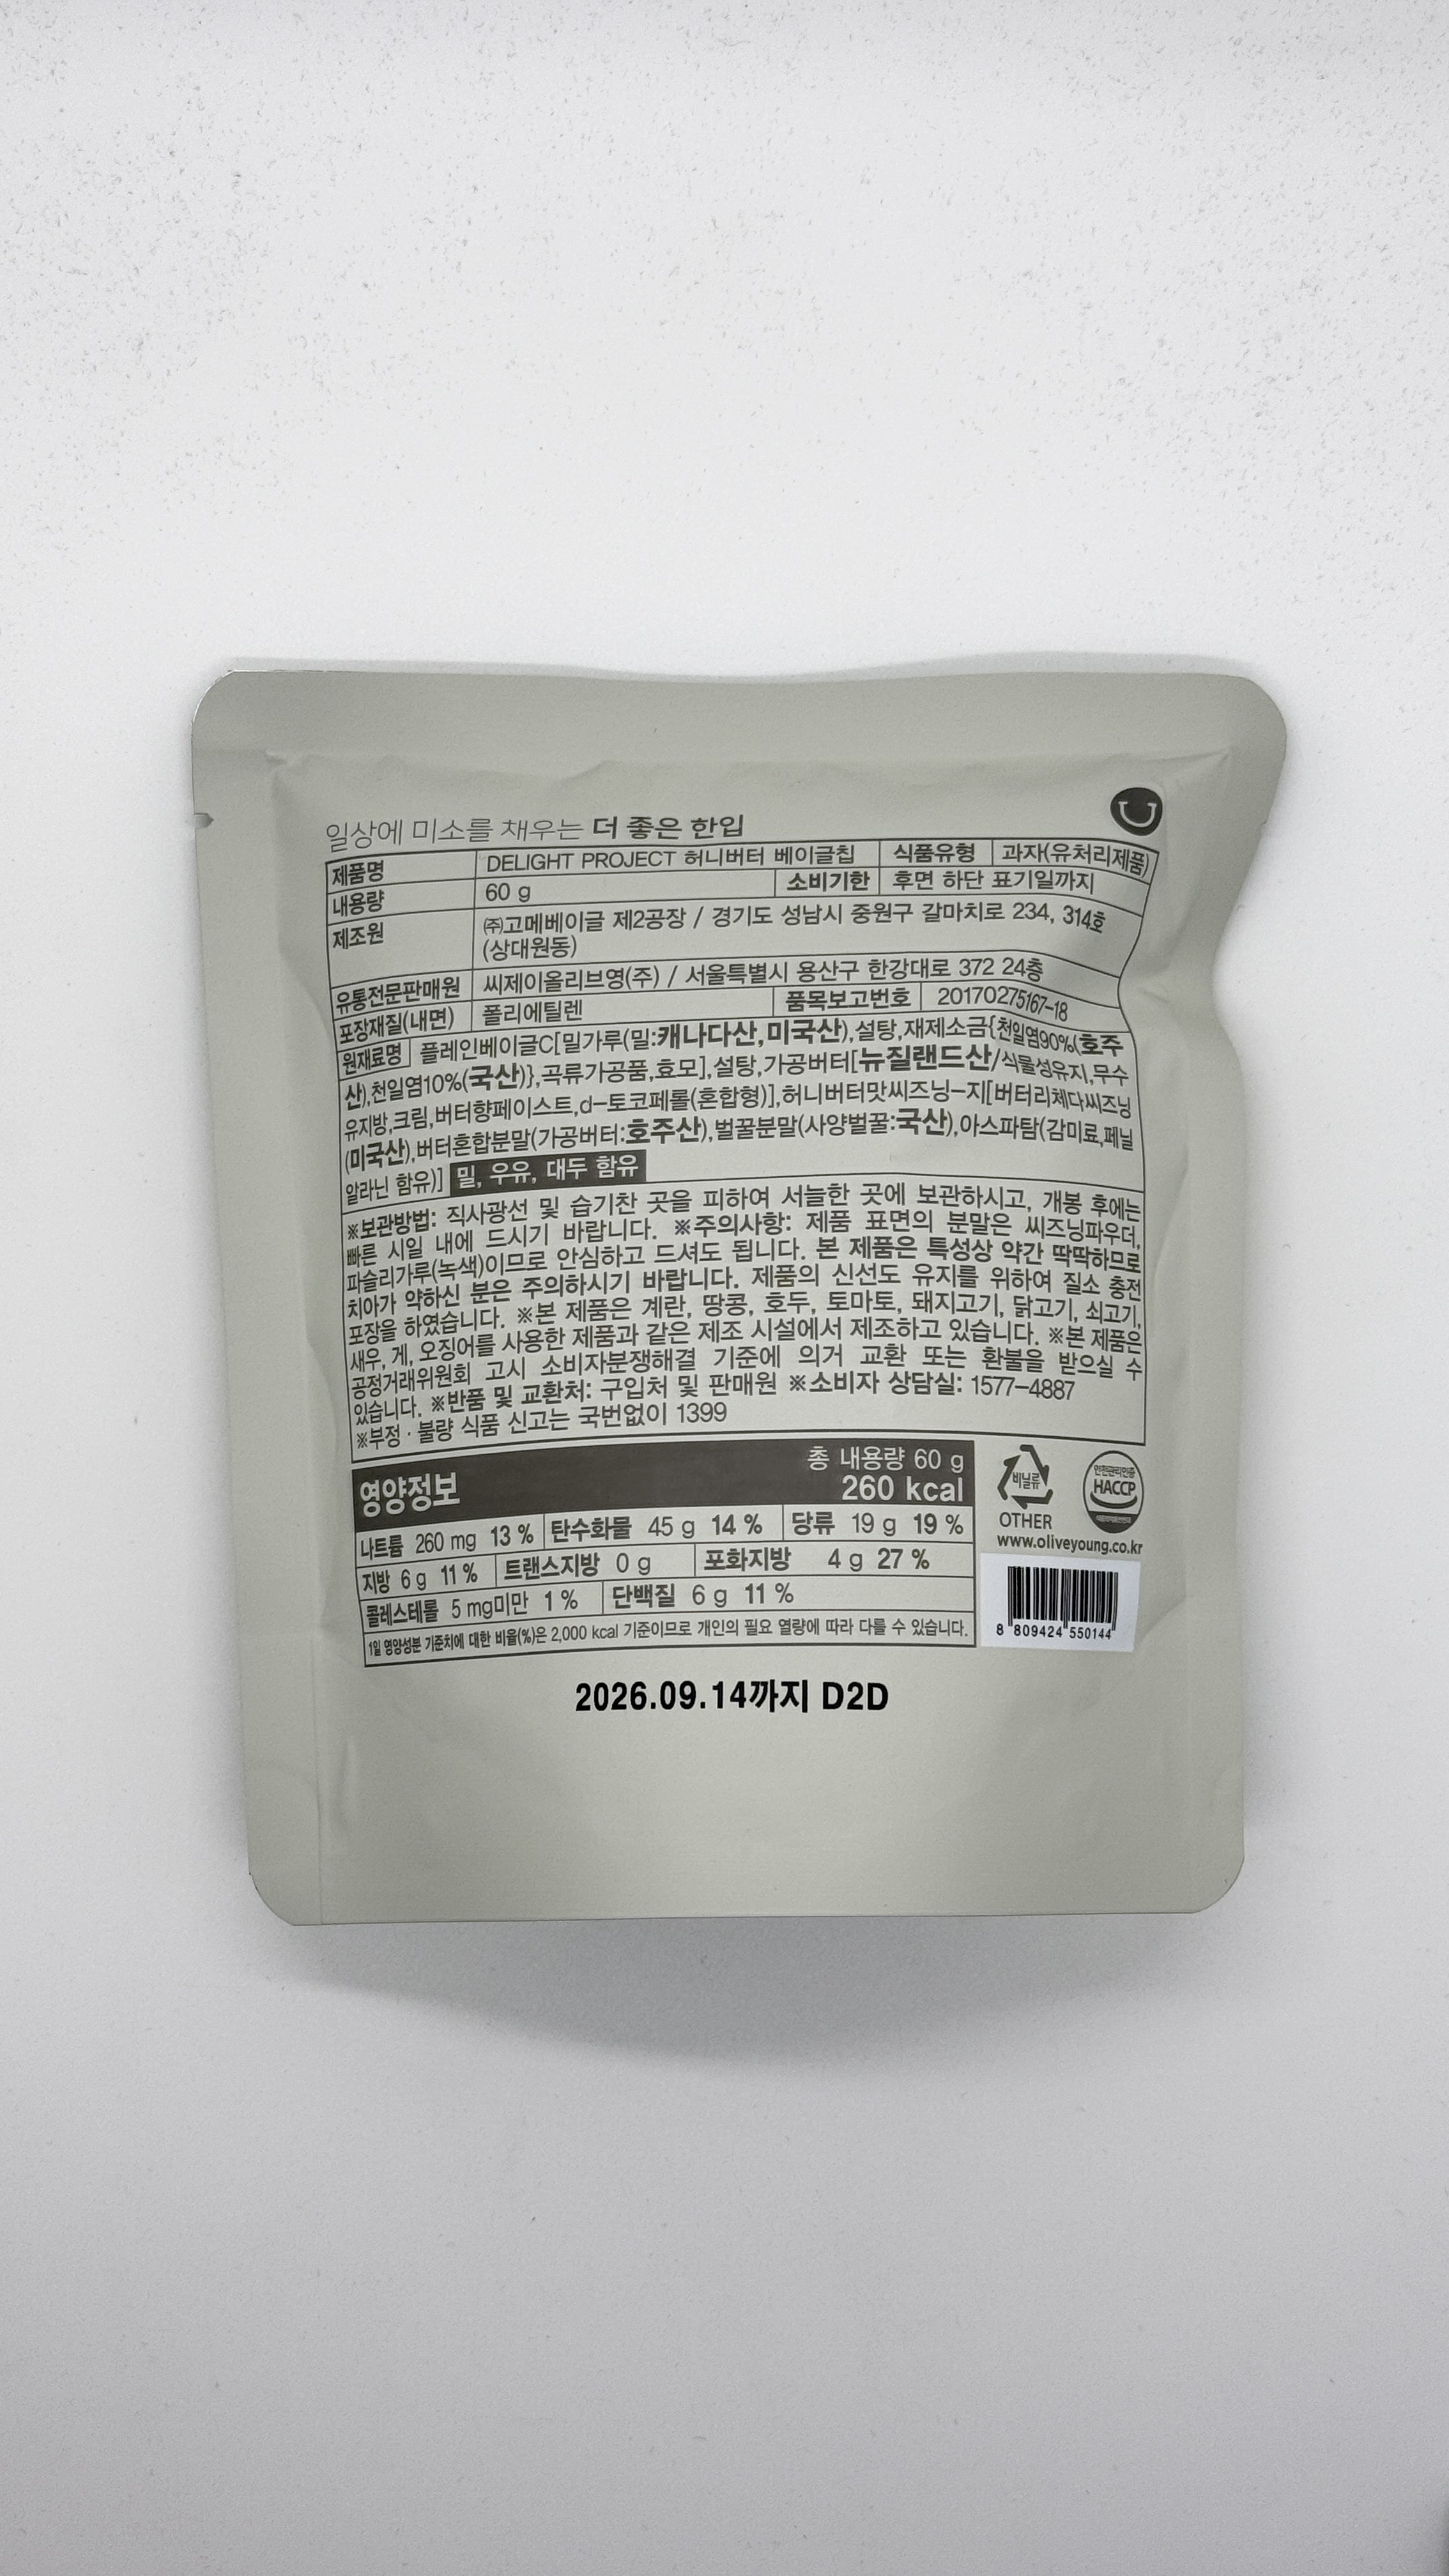 일상에 미소를 채우는 더 좋은 한입
제품명 DELIGHT PROJECT 허니버터 베이글칩 식품유형 과자(유처리제품)
내용량 60 g 소비기한 후면 하단 표기일까지
제조원 ㈜고메베이글 제2공장 / 경기도 성남시 중원구 갈마치로 234, 314호
(상대원동)
유통전문판매원 씨제이올리브영(주) / 서울특별시 용산구 한강대로 372 24층
포장재질(내면) 폴리에틸렌 품목보고번호 20170275167-18
원재료명 플레인베이글C[밀가루(밀:캐나다산,미국산),설탕,재제소금{천일염90%(호주
산),천일염10%(국산)},곡류가공품,효모],설탕,가공버터[뉴질랜드산/식물성유지,무수
유지방,크림,버터향페이스트,d-토코페롤(혼합형)],허니버터맛씨즈닝-지[버터리체다씨즈닝
(미국산),버터혼합분말(가공버터:호주산),벌꿀분말(사양벌꿀:국산),아스파탐(감미료,페닐
알라닌 함유)] 밀, 우유, 대두 함유
※보관방법: 직사광선 및 습기찬 곳을 피하여 서늘한 곳에 보관하시고, 개봉 후에는
빠른 시일 내에 드시기 바랍니다. ※주의사항: 제품 표면의 분말은 씨즈닝파우더,
파슬리가루(녹색)이므로 안심하고 드셔도 됩니다. 본 제품은 특성상 약간 딱딱하므로
치아가 약하신 분은 주의하시기 바랍니다. 제품의 신선도 유지를 위하여 질소 충전
포장을 하였습니다. ※본 제품은 계란, 땅콩, 호두, 토마토, 돼지고기, 닭고기, 쇠고기,
새우, 게, 오징어를 사용한 제품과 같은 제조 시설에서 제조하고 있습니다. ※본 제품은
공정거래위원회 고시 소비자분쟁해결 기준에 의거 교환 또는 환불을 받으실 수
있습니다. ※반품 및 교환처: 구입처 및 판매원 ※소비자 상담실: 1577-4887
※부정·불량 식품 신고는 국번없이 1399
영양정보 총 내용량 60 g
260 kcal
나트륨 260 mg 13 % 탄수화물 45 g 14 % 당류 19 g 19 %
지방 6 g 11 % 트랜스지방 0 g 포화지방 4 g 27 %
콜레스테롤 5 mg미만 1 % 단백질 6 g 11 %
1일 영양성분 기준치에 대한 비율(%)은 2,000 kcal 기준이므로 개인의 필요 열량에 따라 다를 수 있습니다.
비닐류
OTHER
안전관리인증
HACCP
www.oliveyoung.co.kr
8 809424 550144
2026.09.14까지 D2D